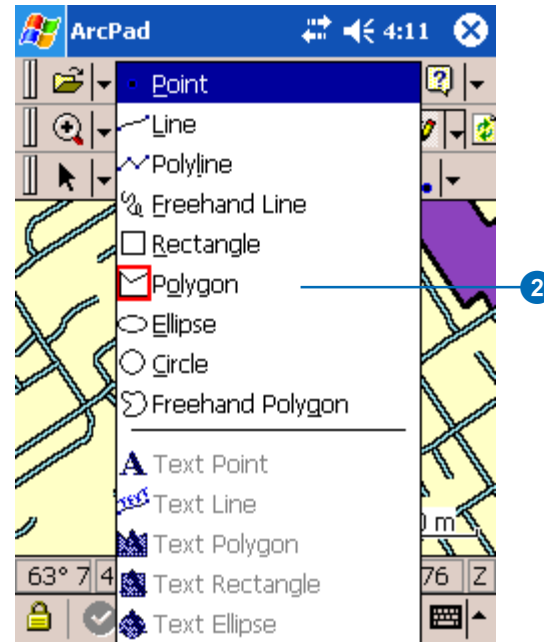 ArcPad 4:11
Point
Line
Polyline
Freehand Line
Rectangle
Polygon
2
Ellipse
Circle
Freehand Polygon
A Text Point
TEXT Text Line
Text Polygon
m
Text Rectangle
63° 7 4 76 Z
Text Ellipse